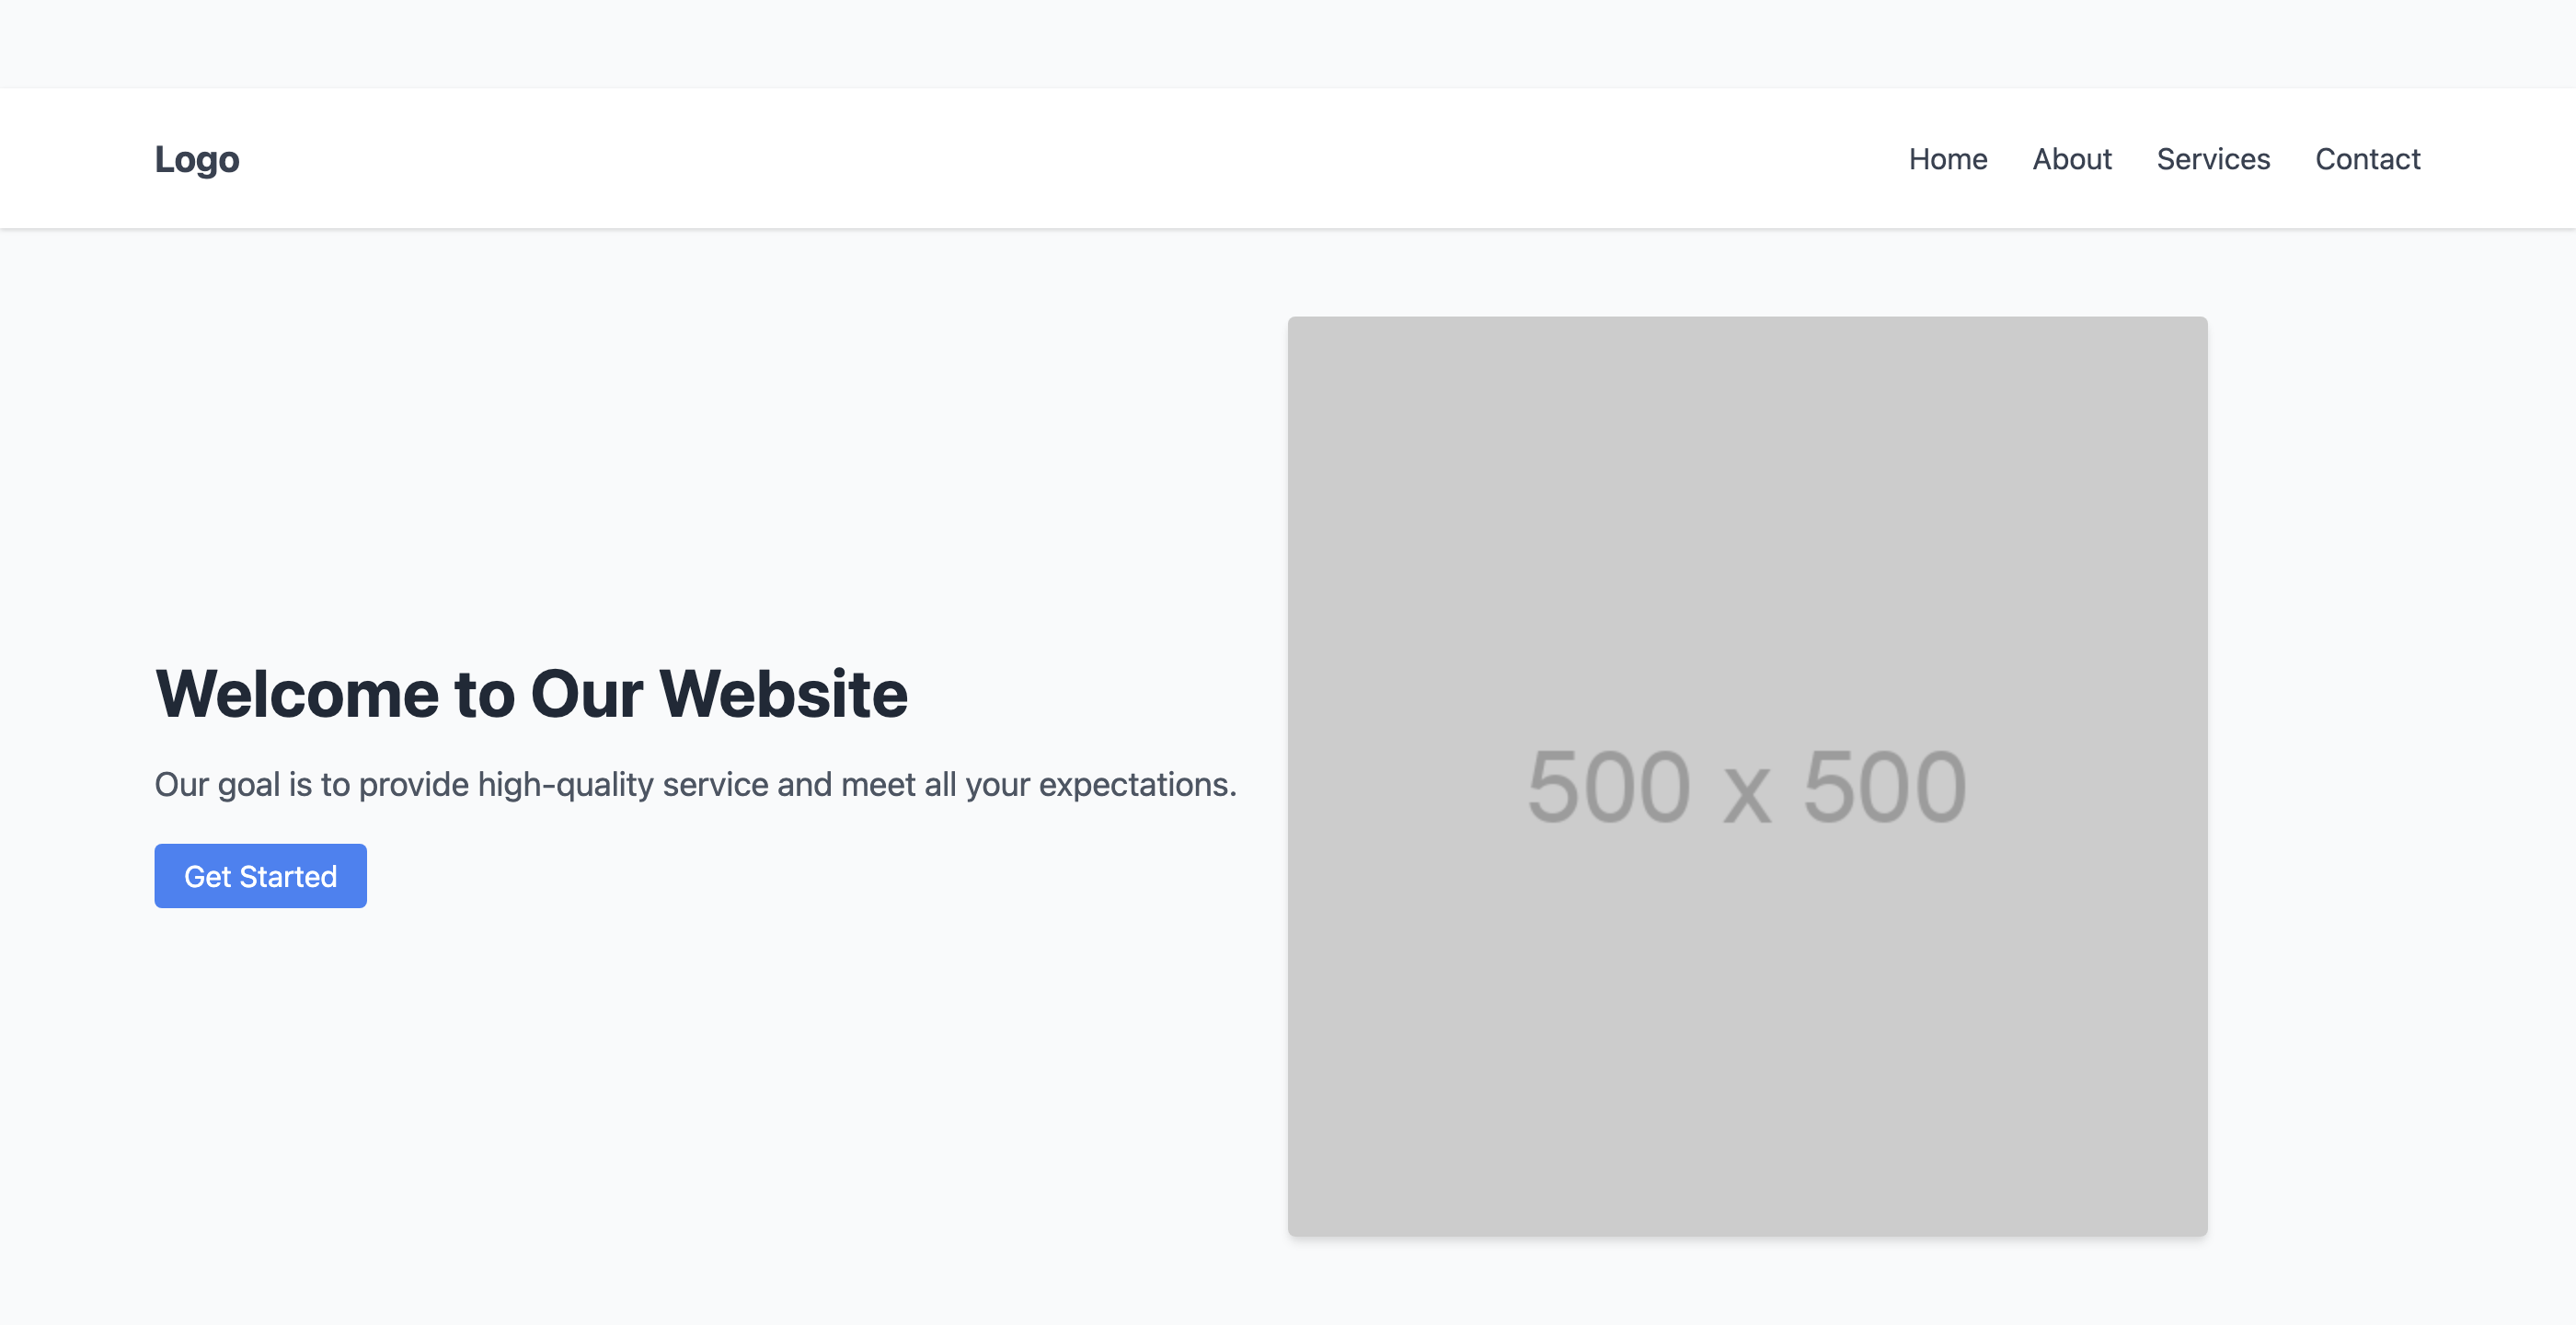 Logo
Home About Services Contact
Welcome to Our Website
Our goal is to provide high-quality service and meet all your expectations.
Get Started
500 x 500